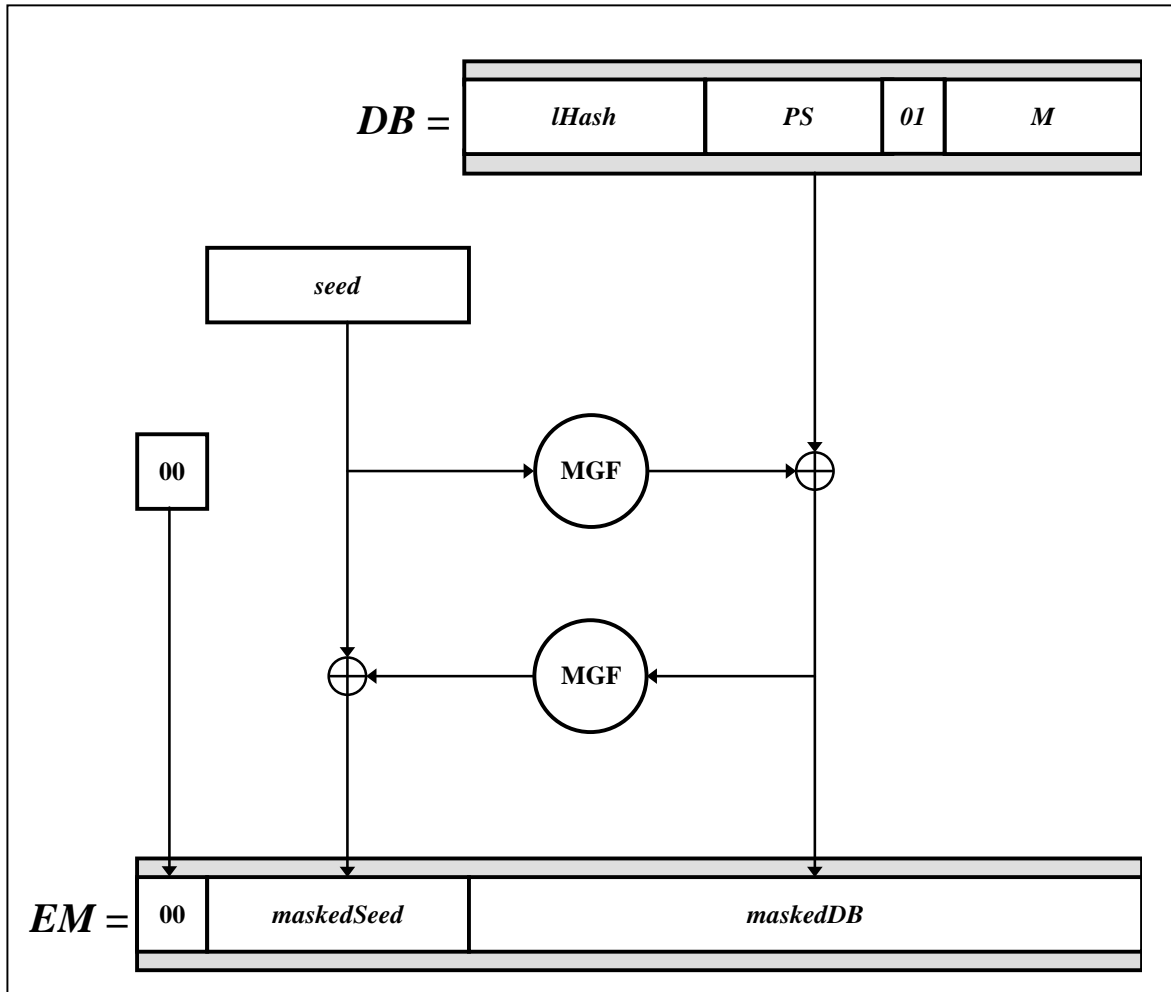 DB = lHash PS 01 M
seed
00 MGF
MGF
EM = 00 maskedSeed maskedDB